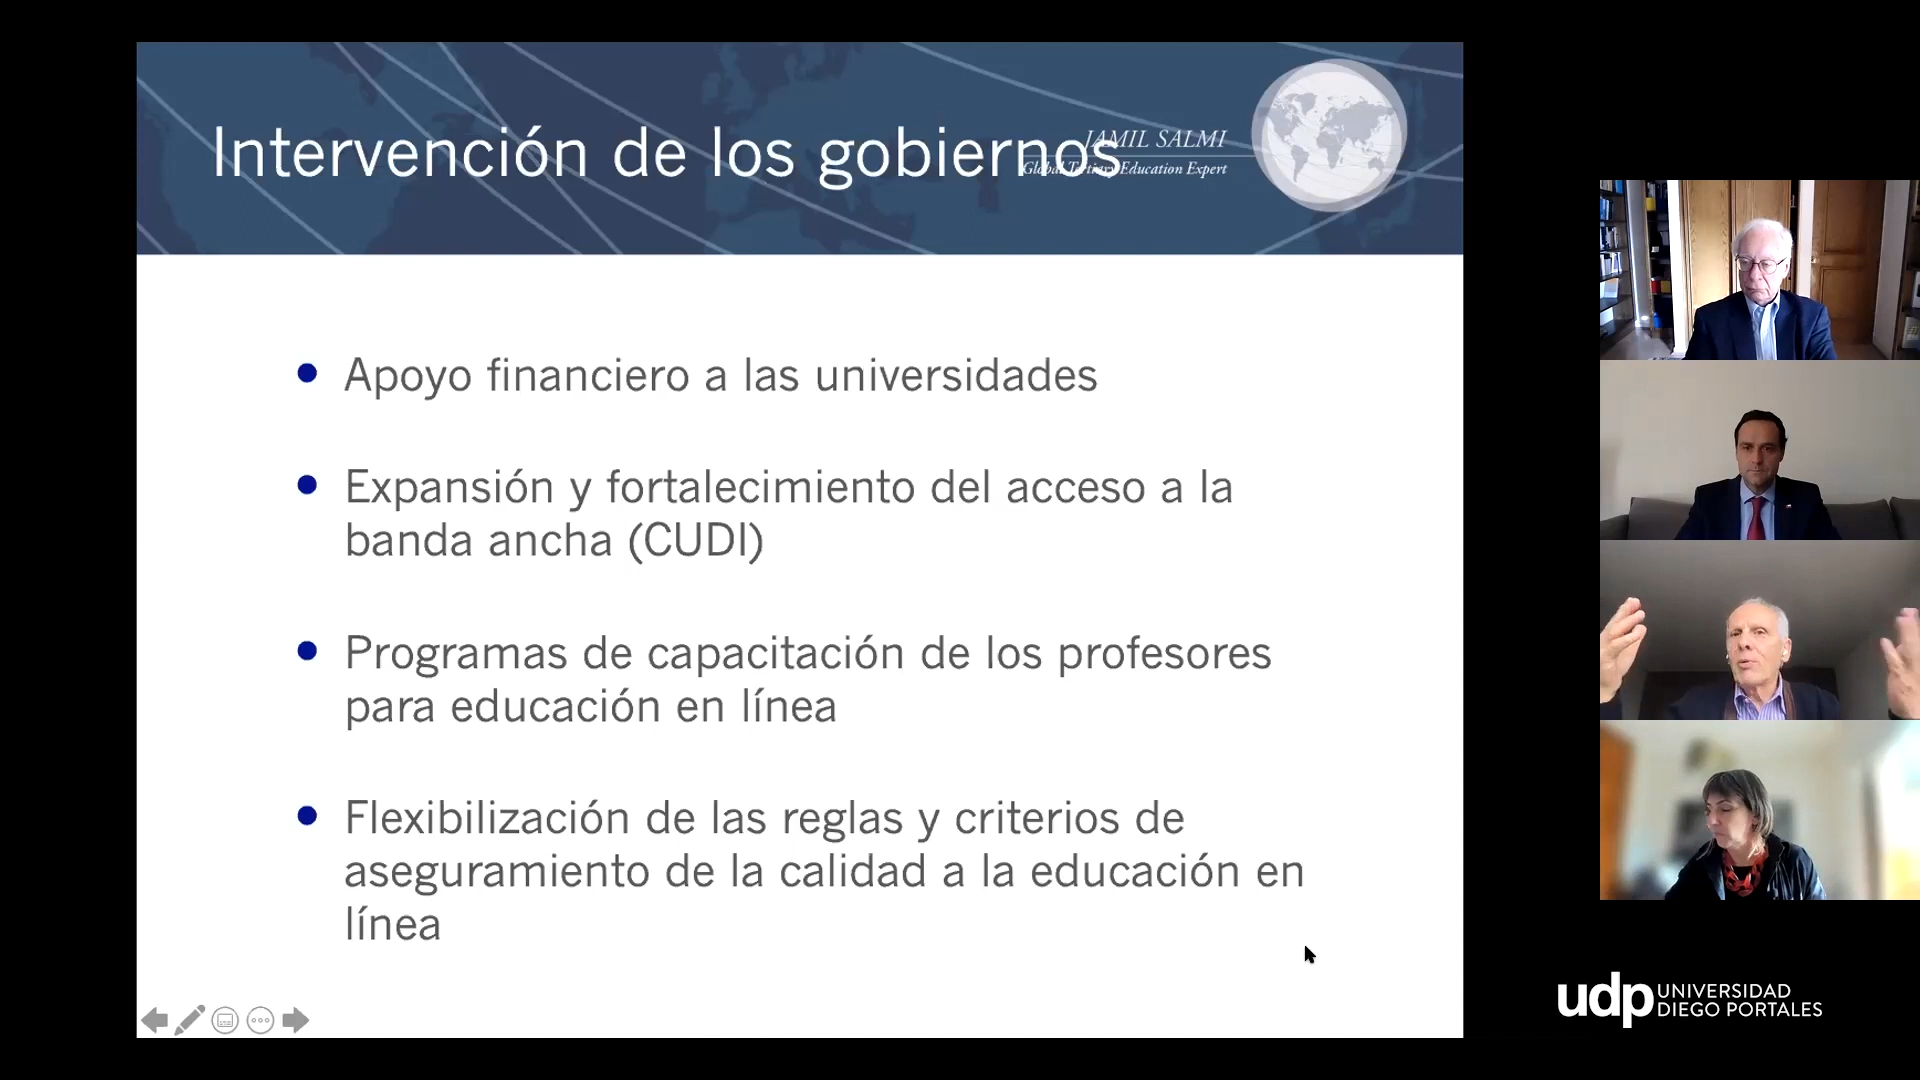 Intervención de los gobiernos
JAMIL SALMI
Global Tertiary Education Expert
Apoyo financiero a las universidades
Expansión y fortalecimiento del acceso a la
banda ancha (CUDI)
Programas de capacitación de los profesores
para educación en línea
Flexibilización de las reglas y criterios de
aseguramiento de la calidad a la educación en
línea
udp UNIVERSIDAD
DIEGO PORTALES